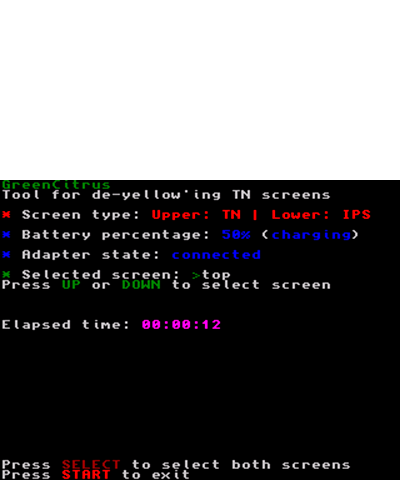 GreenCitrus
Tool for de-yellow'ing TN screens
* Screen type: Upper: TN | Lower: IPS
* Battery percentage: 50% (charging)
* Adapter state: connected
* Selected screen: >top
Press UP or DOWN to select screen
Elapsed time: 00:00:12
Press SELECT to select both screens
Press START to exit